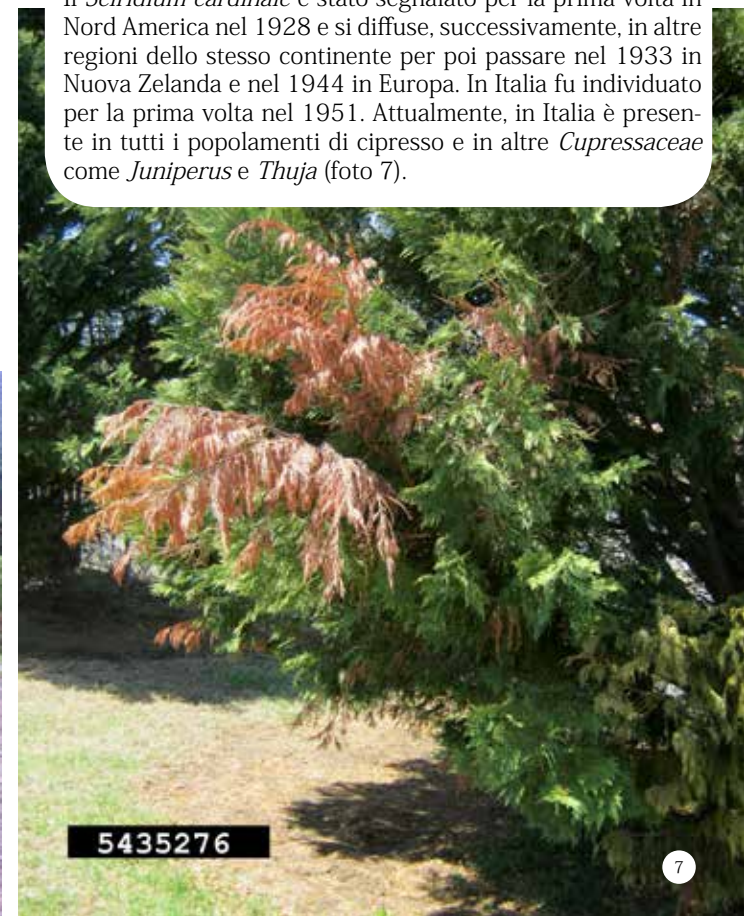 Il Seiridium cardinale è stato segnalato per la prima volta in
Nord America nel 1928 e si diffuse, successivamente, in altre
regioni dello stesso continente per poi passare nel 1933 in
Nuova Zelanda e nel 1944 in Europa. In Italia fu individuato
per la prima volta nel 1951. Attualmente, in Italia è presen-
te in tutti i popolamenti di cipresso e in altre Cupressaceae
come Juniperus e Thuja (foto 7).
5435276
7